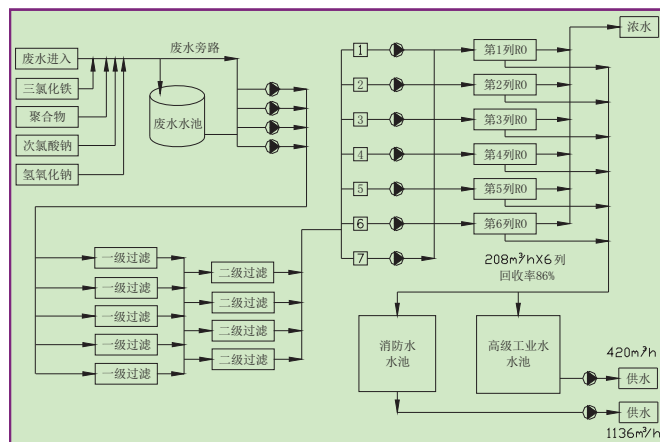 废水进入
三氯化铁
聚合物
次氯酸钠
氢氧化钠
废水旁路
废水水池
一级过滤
一级过滤
一级过滤
一级过滤
一级过滤
二级过滤
二级过滤
二级过滤
二级过滤
1
2
3
4
5
6
7
第1列RO
第2列RO
第3列RO
第4列RO
第5列RO
第6列RO
浓水
208m³/hX6列
回收率86%
消防水
水池
高级工业水
水池
420m³/h
供水
供水
1136m³/h